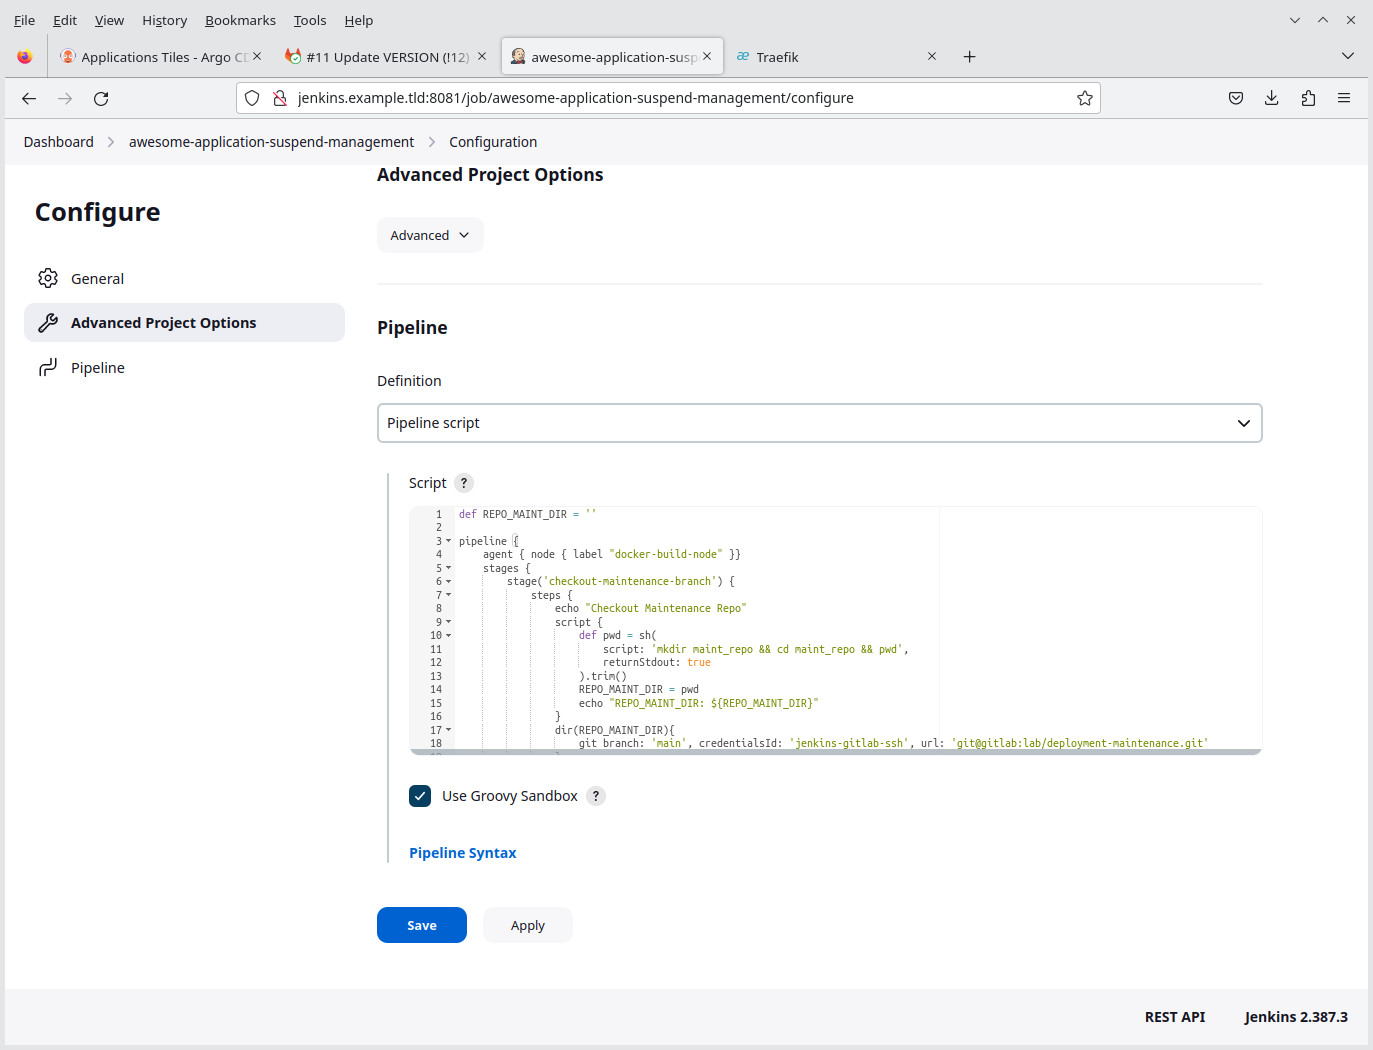 File Edit View History Bookmarks Tools Help
Applications Tiles - Argo CD
#11 Update VERSION (!12)
awesome-application-susp
Traefik
jenkins.example.tld:8081/job/awesome-application-suspend-management/configure
Dashboard > awesome-application-suspend-management > Configuration
Configure
General
Advanced Project Options
Pipeline
Advanced Project Options
Advanced
Pipeline
Definition
Pipeline script
Script ?
1 def REPO_MAINT_DIR = ''
2
3 pipeline {
4 agent { node { label "docker-build-node" }}
5 stages {
6 stage('checkout-maintenance-branch') {
7 steps {
8 echo "Checkout Maintenance Repo"
9 script {
10 def pwd = sh(
11 script: 'mkdir maint_repo && cd maint_repo && pwd',
12 returnStdout: true
13 ).trim()
14 REPO_MAINT_DIR = pwd
15 echo "REPO_MAINT_DIR: ${REPO_MAINT_DIR}"
16 }
17 dir(REPO_MAINT_DIR){
18 git branch: 'main', credentialsId: 'jenkins-gitlab-ssh', url: 'git@gitlab:lab/deployment-maintenance.git'
Use Groovy Sandbox ?
Pipeline Syntax
Save Apply
REST API Jenkins 2.387.3